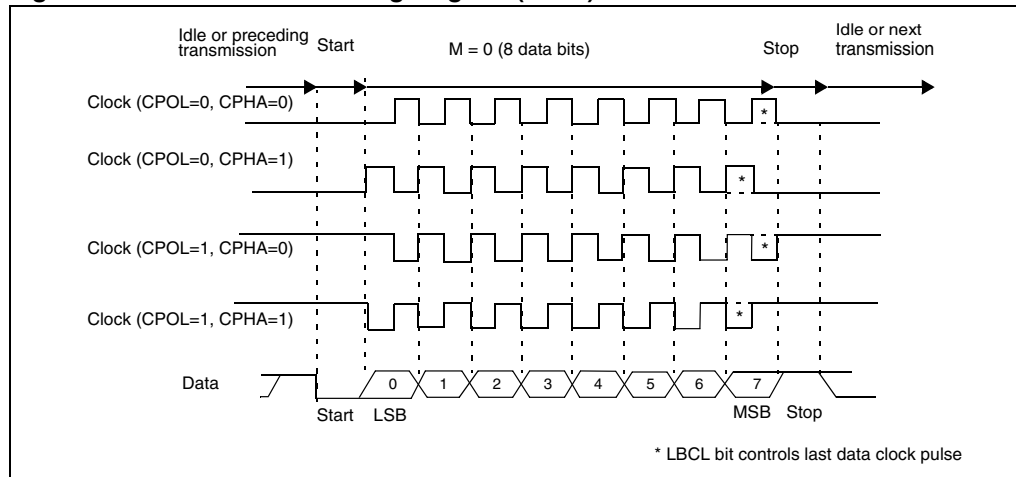 Idle or preceding
transmission
Start
M = 0 (8 data bits)
Stop
Idle or next
transmission
Clock (CPOL=0, CPHA=0)
*
Clock (CPOL=0, CPHA=1)
*
Clock (CPOL=1, CPHA=0)
*
Clock (CPOL=1, CPHA=1)
*
Data
0 1 2 3 4 5 6 7
Start LSB MSB Stop
* LBCL bit controls last data clock pulse